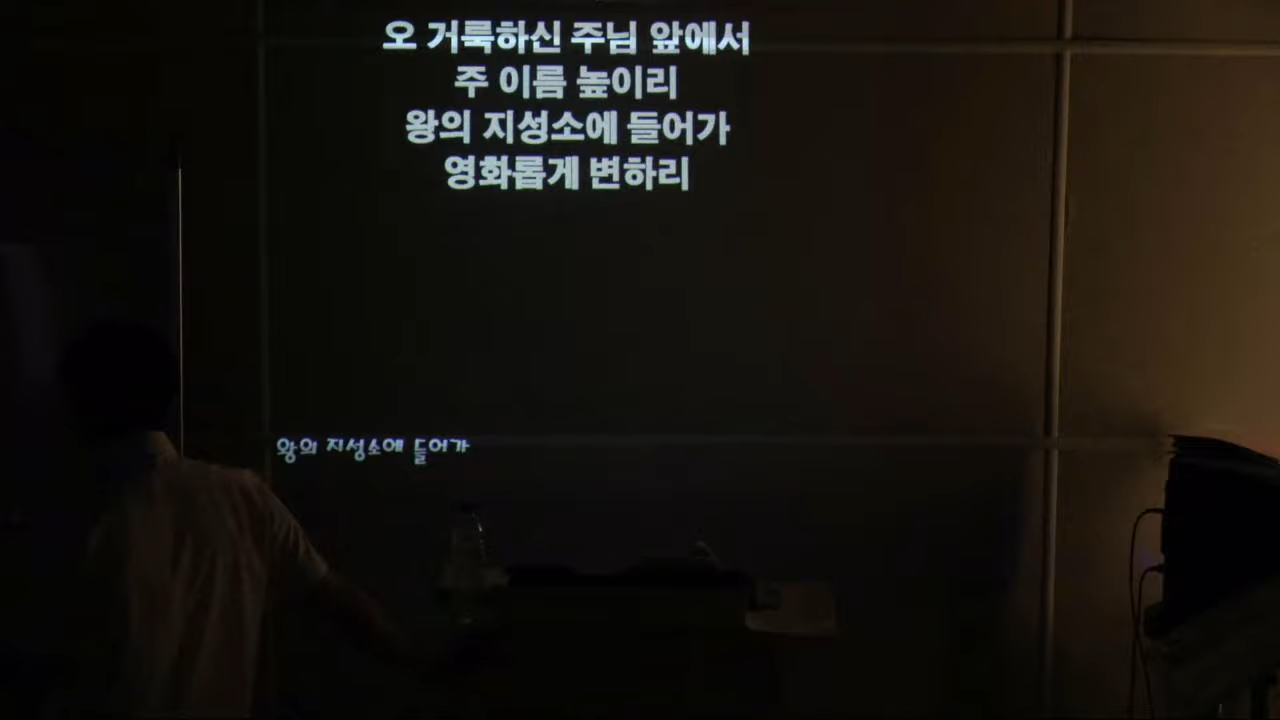 오 거룩하신 주님 앞에서
주 이름 높이리
왕의 지성소에 들어가
영화롭게 변하리
왕의 지성소에 들어가